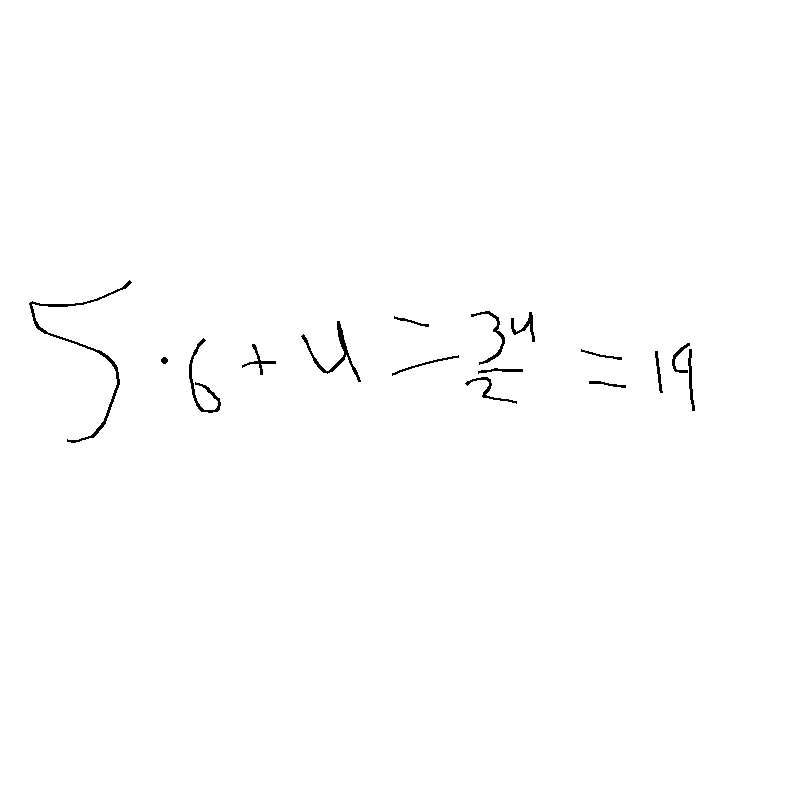 5 · 6 + 4 = 34/2 = 19